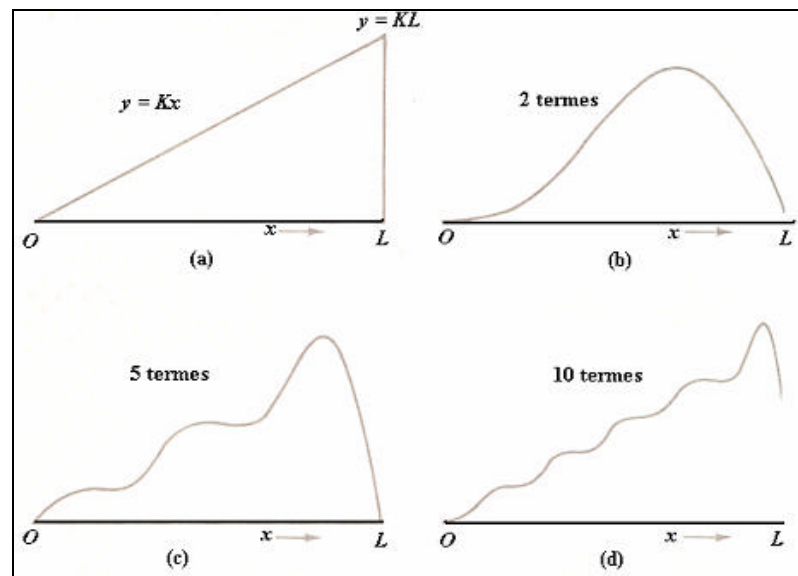 y = KL
y = Kx
O
x
L
(a)
2 termes
O
x
L
(b)
5 termes
O
x
L
(c)
10 termes
O
x
L
(d)